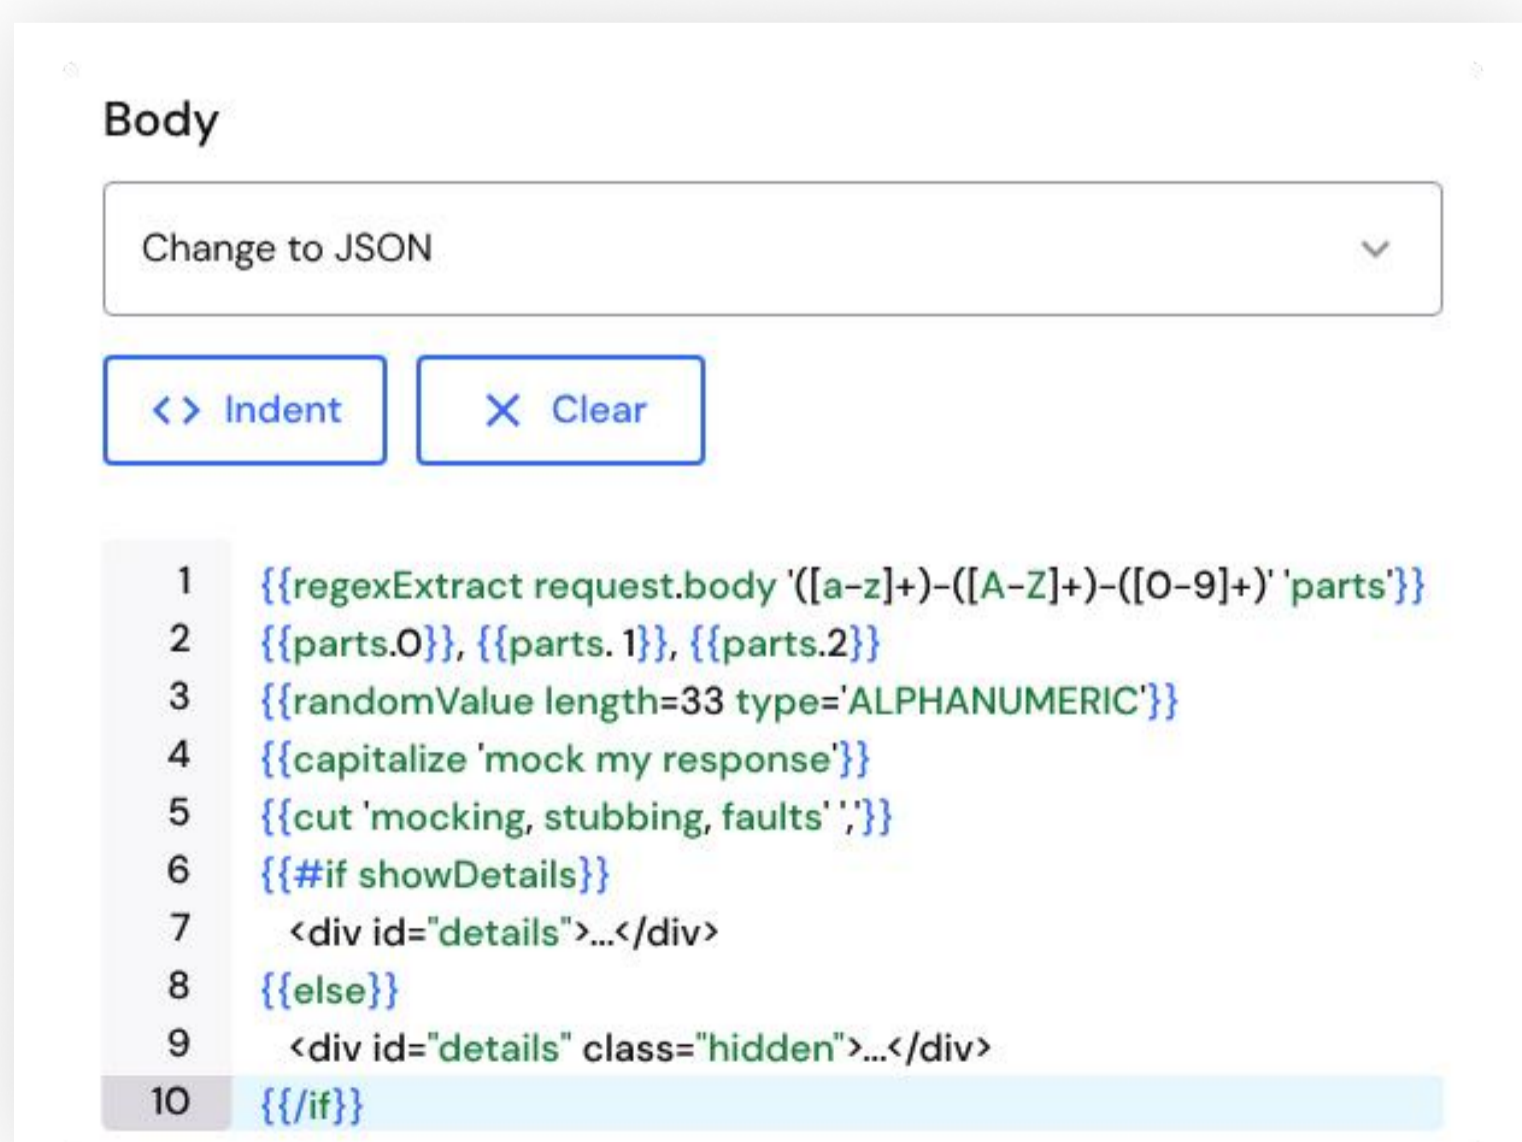 Body
Change to JSON
<> Indent
× Clear
1 {{regexExtract request.body '([a-z]+)-([A-Z]+)-([0-9]+)' 'parts'}}
2 {{parts.0}}, {{parts. 1}}, {{parts.2}}
3 {{randomValue length=33 type='ALPHANUMERIC'}}
4 {{capitalize 'mock my response'}}
5 {{cut 'mocking, stubbing, faults' ','}}
6 {{#if showDetails}}
7 <div id="details">...</div>
8 {{else}}
9 <div id="details" class="hidden">...</div>
10 {{/if}}